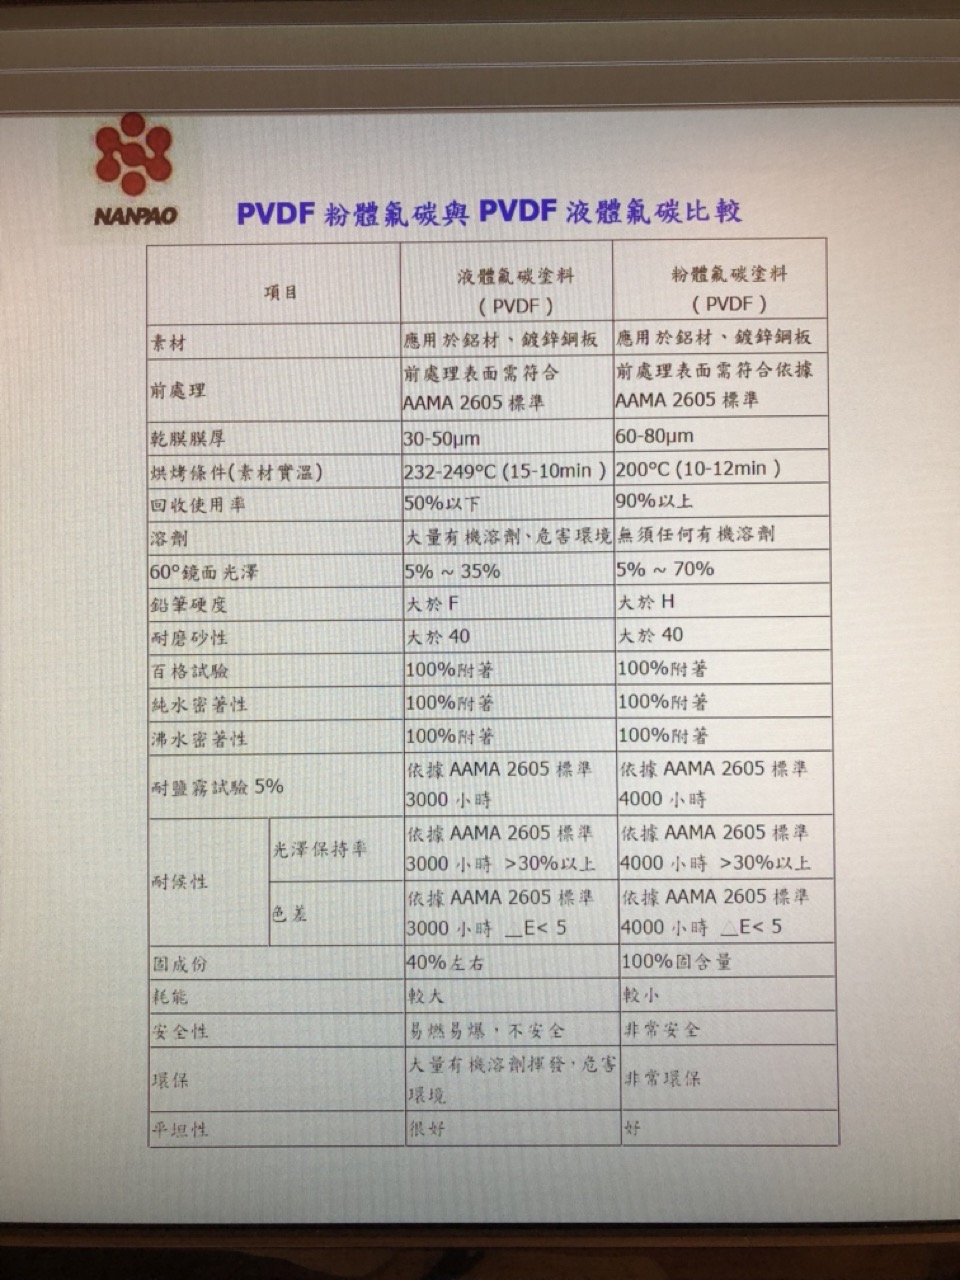 NANPAO
PVDF 粉體氟碳與 PVDF 液體氟碳比較
項目
液體氟碳塗料
( PVDF )
粉體氟碳塗料
( PVDF )
素材
應用於鋁材、鍍鋅鋼板
應用於鋁材、鍍鋅鋼板
前處理
前處理表面需符合
AAMA 2605 標準
前處理表面需符合依據
AAMA 2605 標準
乾膜膜厚
30-50μm
60-80μm
烘烤條件(素材實溫)
232-249°C (15-10min )
200°C (10-12min )
回收使用率
50%以下
90%以上
溶劑
大量有機溶劑、危害環境
無須任何有機溶劑
60°鏡面光澤
5% ~ 35%
5% ~ 70%
鉛筆硬度
大於 F
大於 H
耐磨砂性
大於 40
大於 40
百格試驗
100%附著
100%附著
純水密著性
100%附著
100%附著
沸水密著性
100%附著
100%附著
耐鹽霧試驗 5%
依據 AAMA 2605 標準
3000 小時
依據 AAMA 2605 標準
4000 小時
耐候性
光澤保持率
依據 AAMA 2605 標準
3000 小時 >30%以上
依據 AAMA 2605 標準
4000 小時 >30%以上
色差
依據 AAMA 2605 標準
3000 小時 △E< 5
依據 AAMA 2605 標準
4000 小時 △E< 5
固成份
40%左右
100%固含量
耗能
較大
較小
安全性
易燃易爆，不安全
非常安全
環保
大量有機溶劑揮發，危害
環境
非常環保
平坦性
很好
好